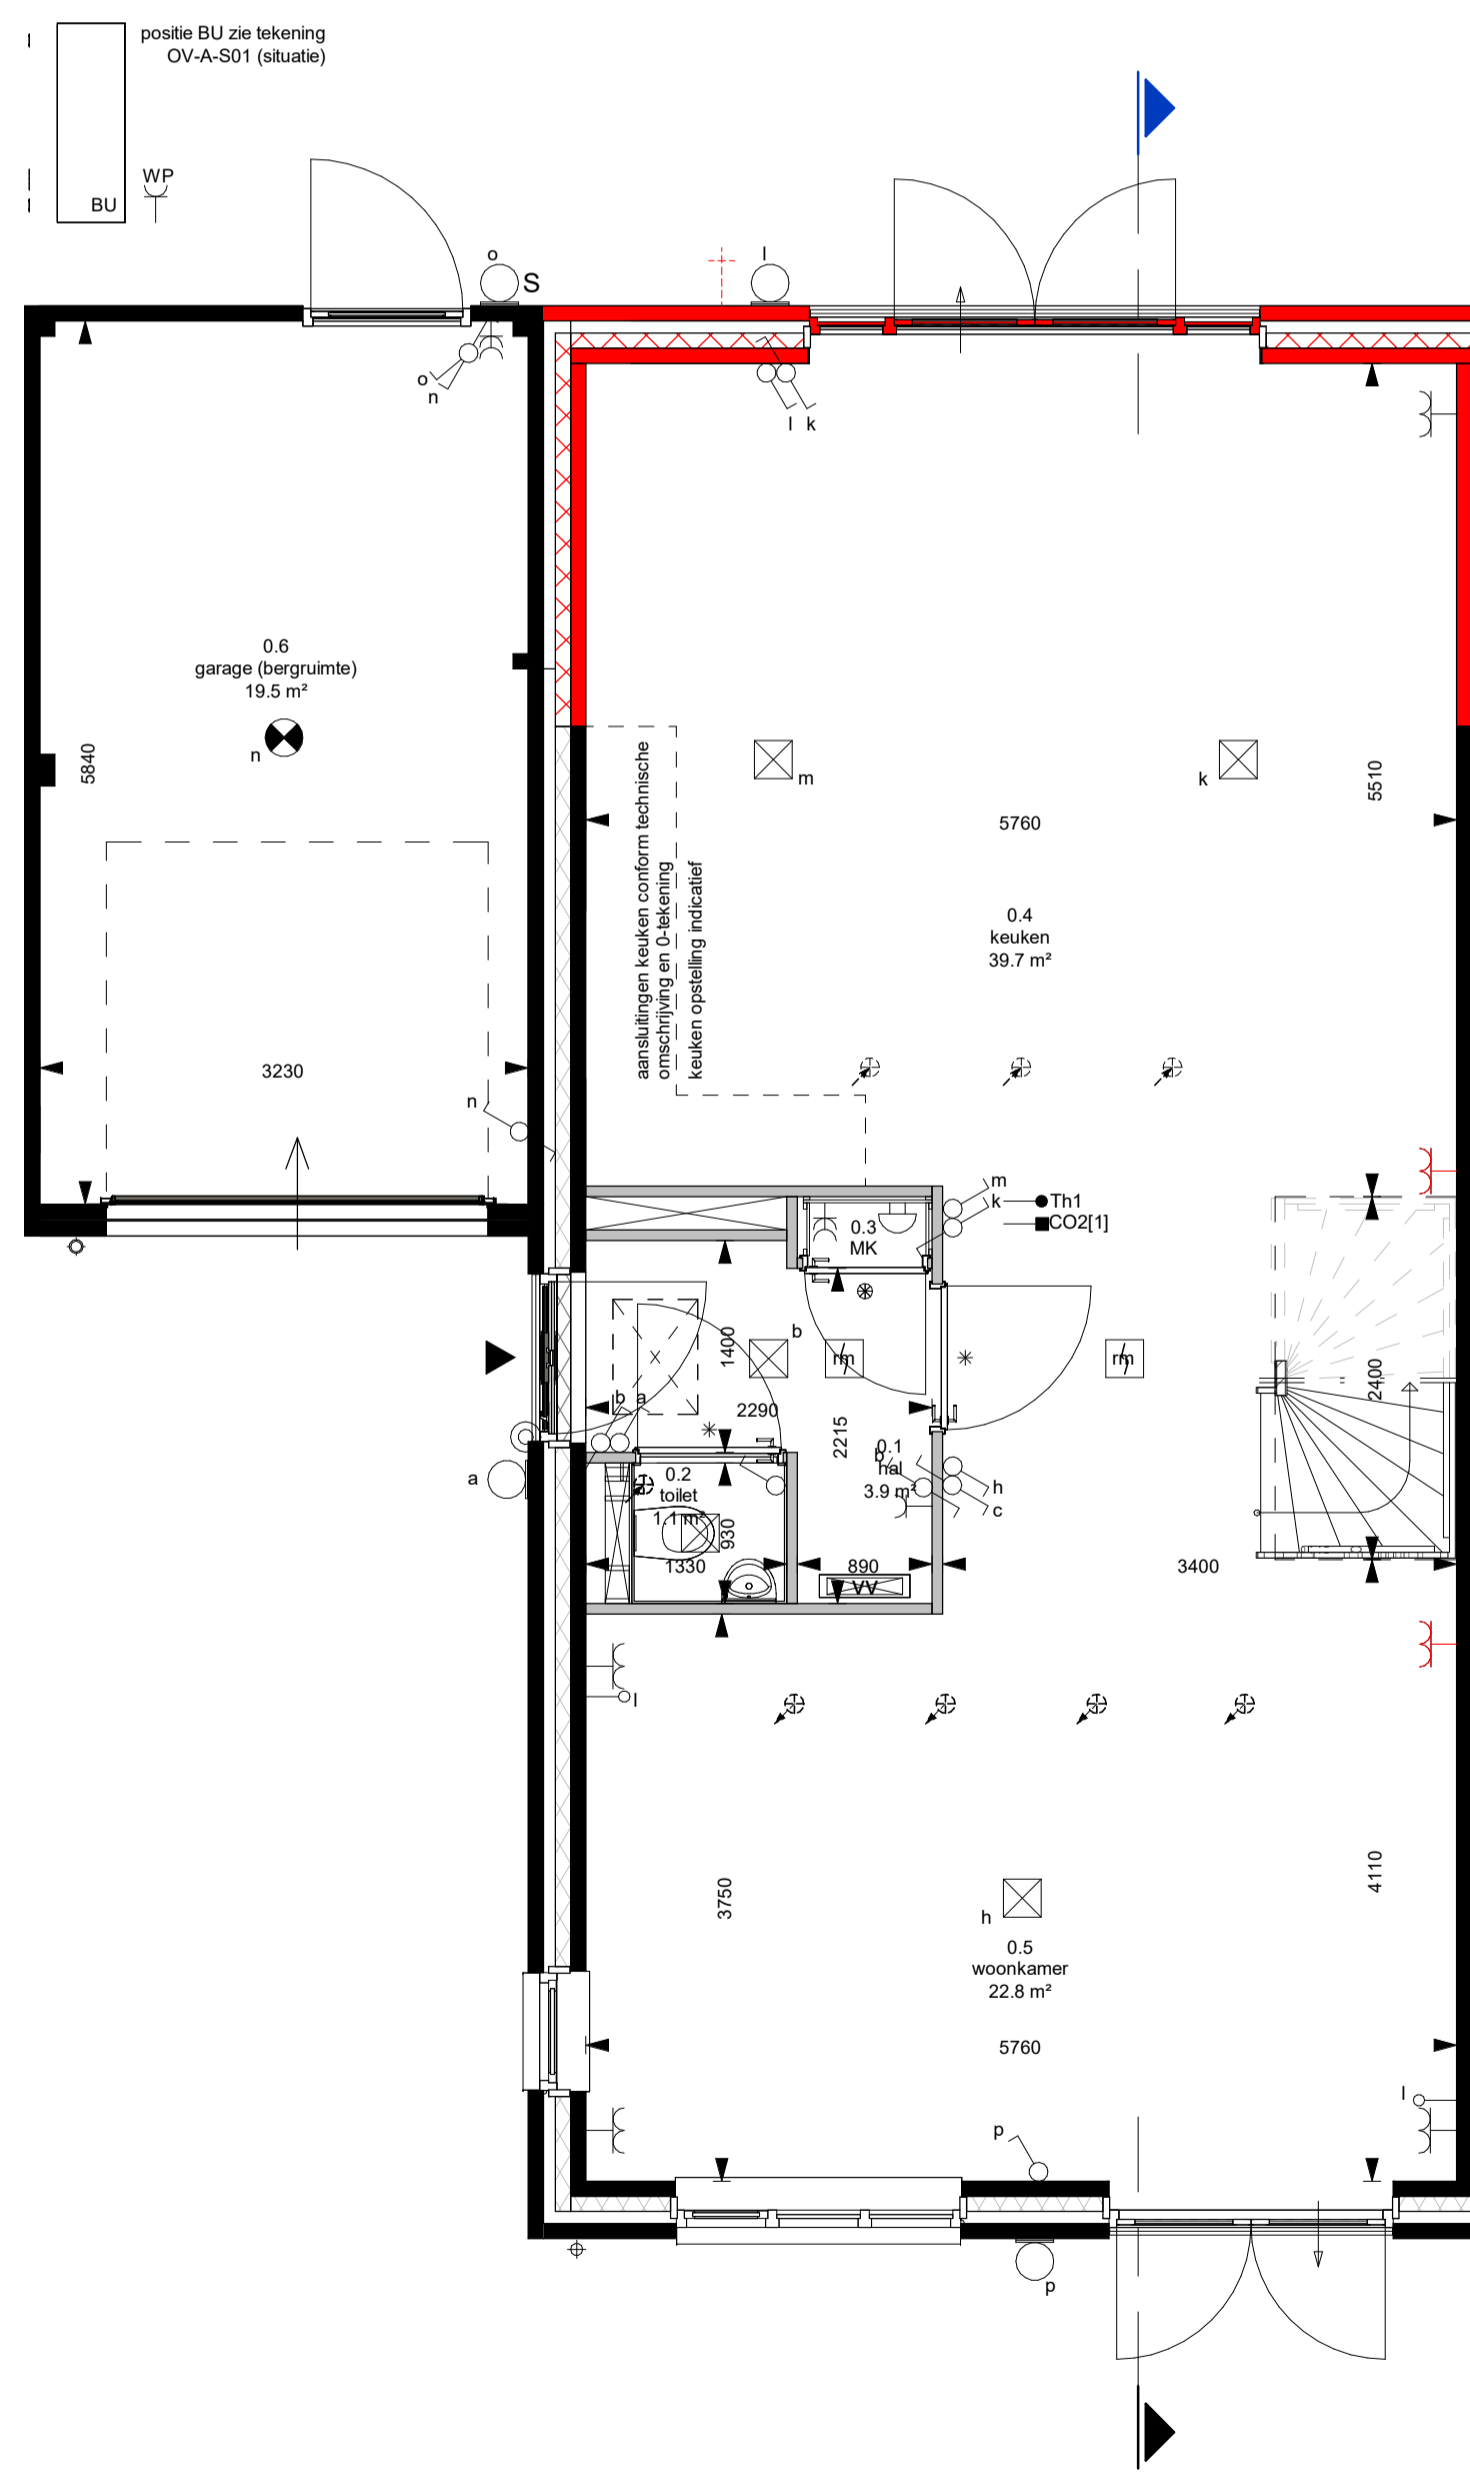 positie BU zie tekening
OV-A-S01 (situatie)
BU
WP
o
S
l
o
n
l k
0.6
garage (bergruimte)
19.5 m²
n
5840
m
k
5510
5760
aansluitingen keuken conform technische
omschrijving en 0-tekening
keuken opstelling indicatief
0.4
keuken
39.7 m²
3230
n
m
k
Th1
CO2[1]
0.3
MK
b
1400
rm
rm
2400
b a
2290
2215
0.1
hal
3.9 m²
b
a
0.2
toilet
1.1 m²
h
c
930
1330
890
3400
VV
l
3750
4110
h
0.5
woonkamer
22.8 m²
5760
l
p
p